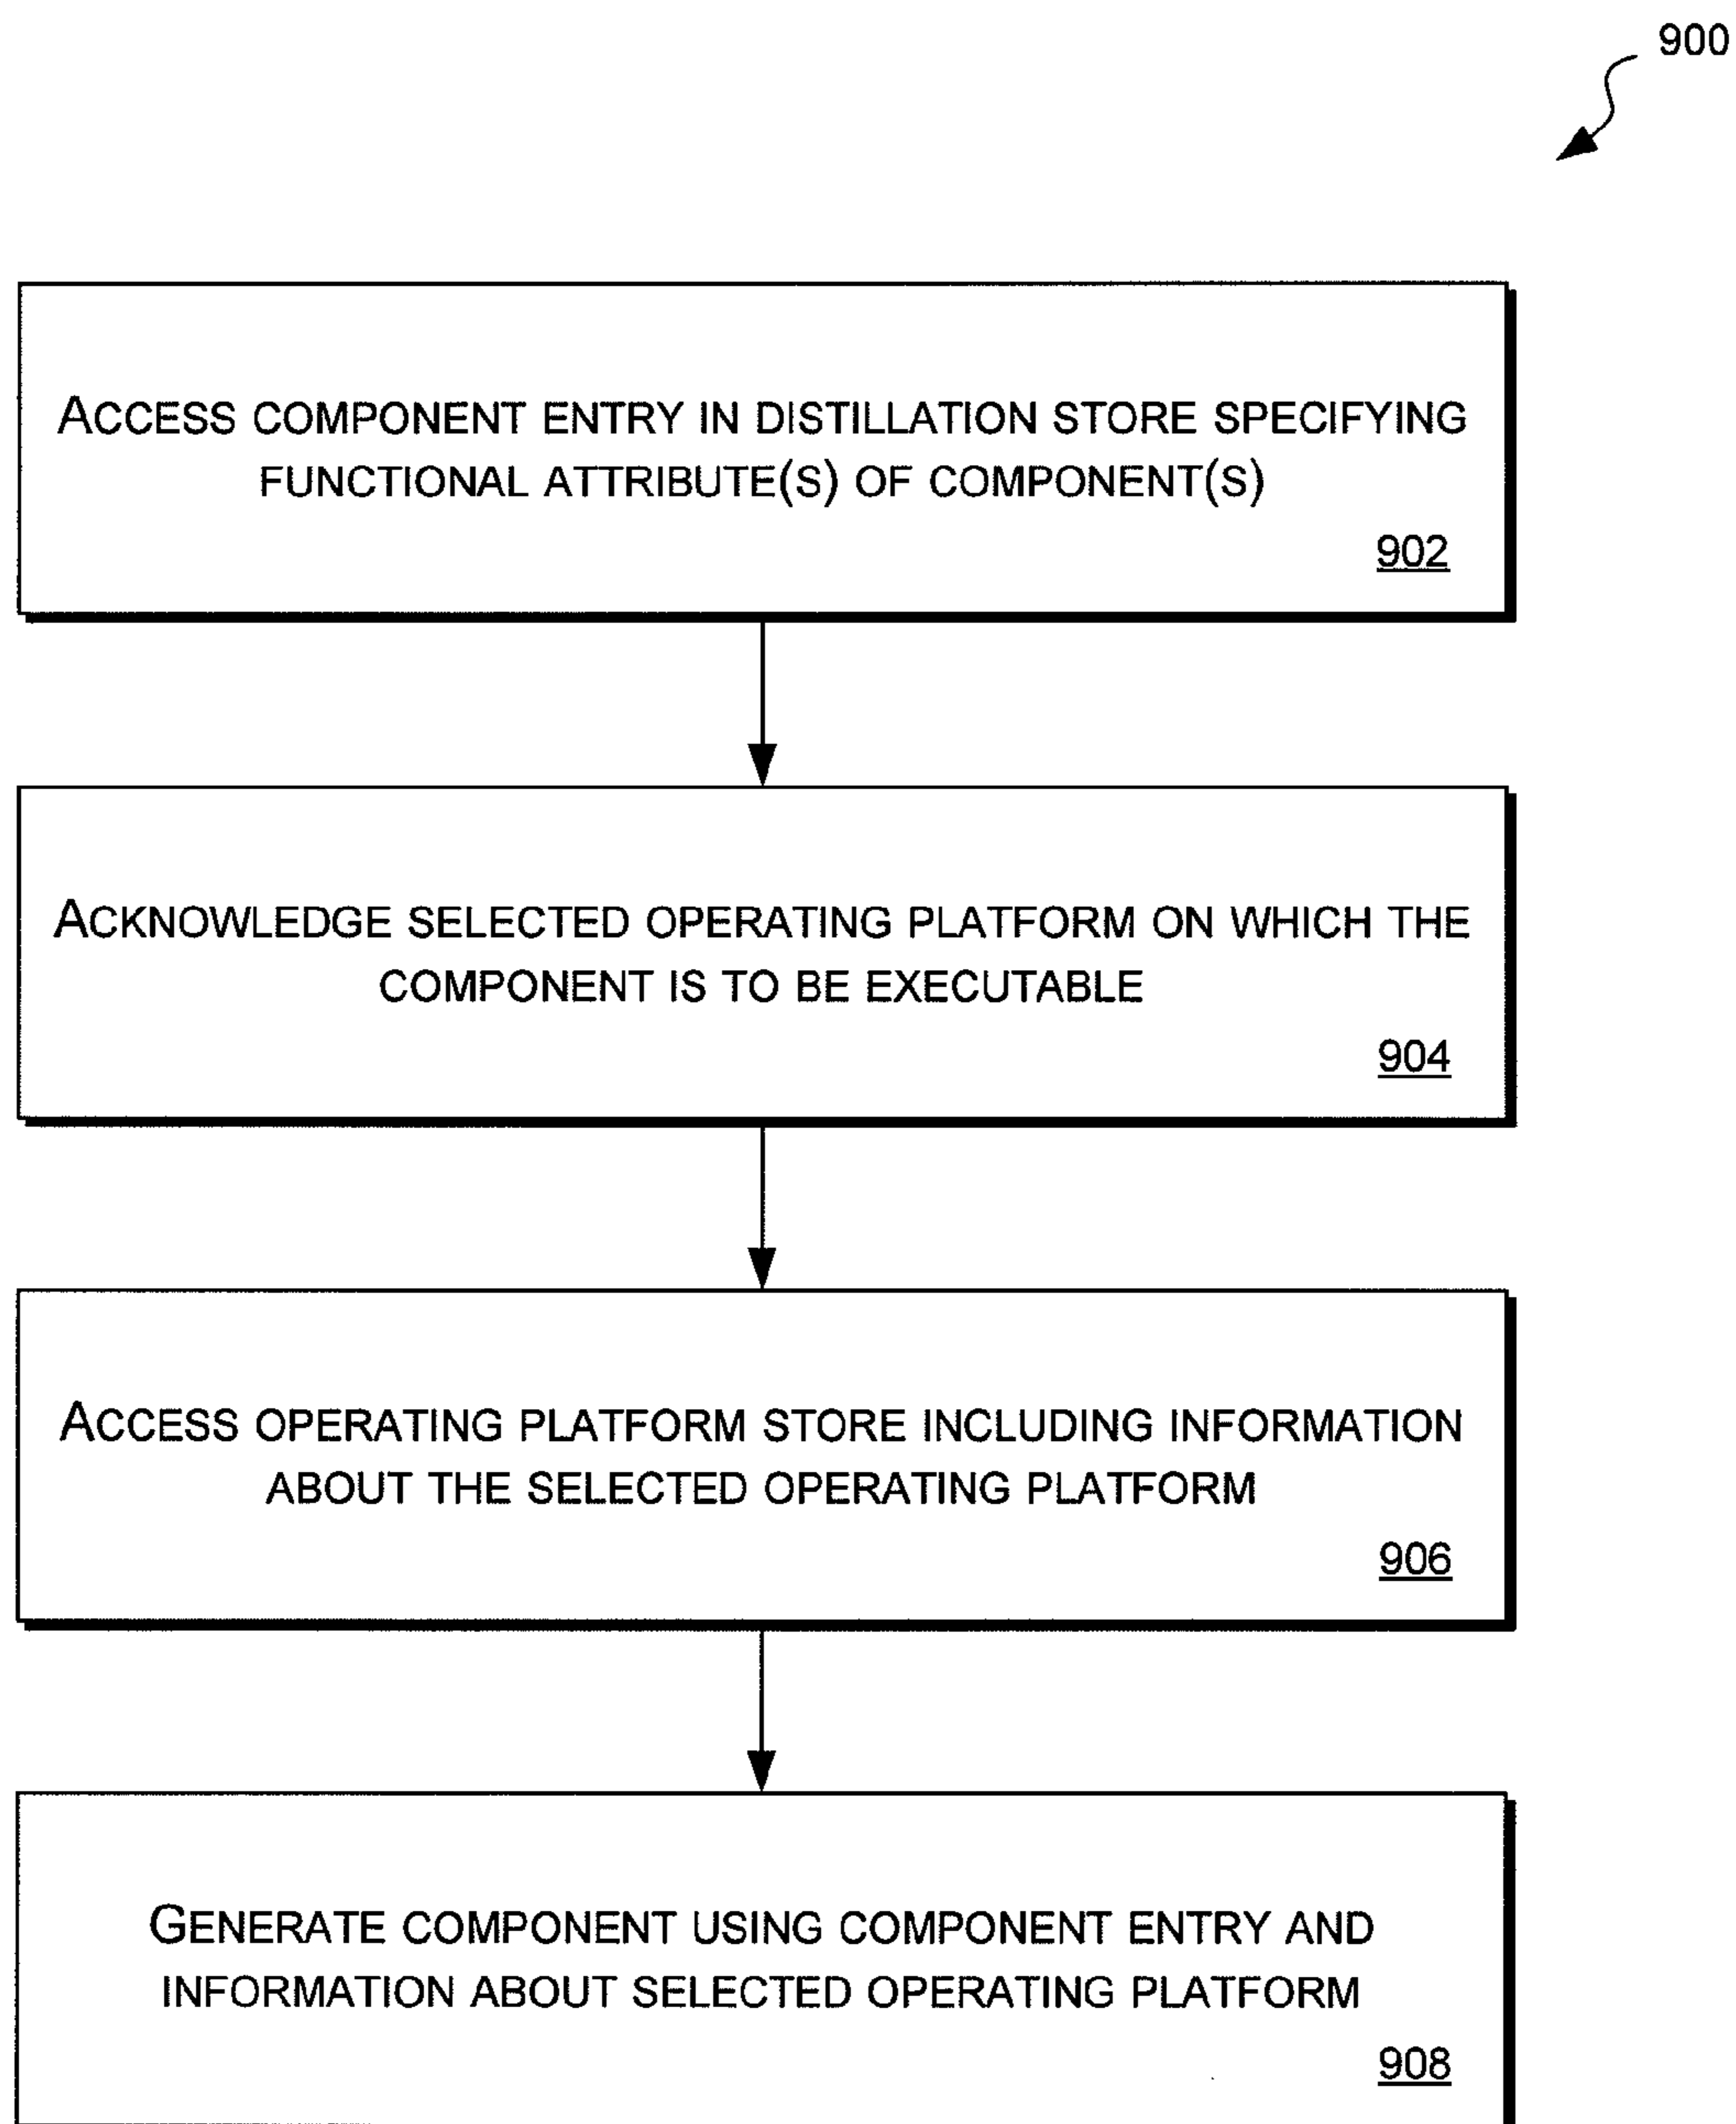 900
ACCESS COMPONENT ENTRY IN DISTILLATION STORE SPECIFYING
FUNCTIONAL ATTRIBUTE(S) OF COMPONENT(S)
902
ACKNOWLEDGE SELECTED OPERATING PLATFORM ON WHICH THE
COMPONENT IS TO BE EXECUTABLE
904
ACCESS OPERATING PLATFORM STORE INCLUDING INFORMATION
ABOUT THE SELECTED OPERATING PLATFORM
906
GENERATE COMPONENT USING COMPONENT ENTRY AND
INFORMATION ABOUT SELECTED OPERATING PLATFORM
908